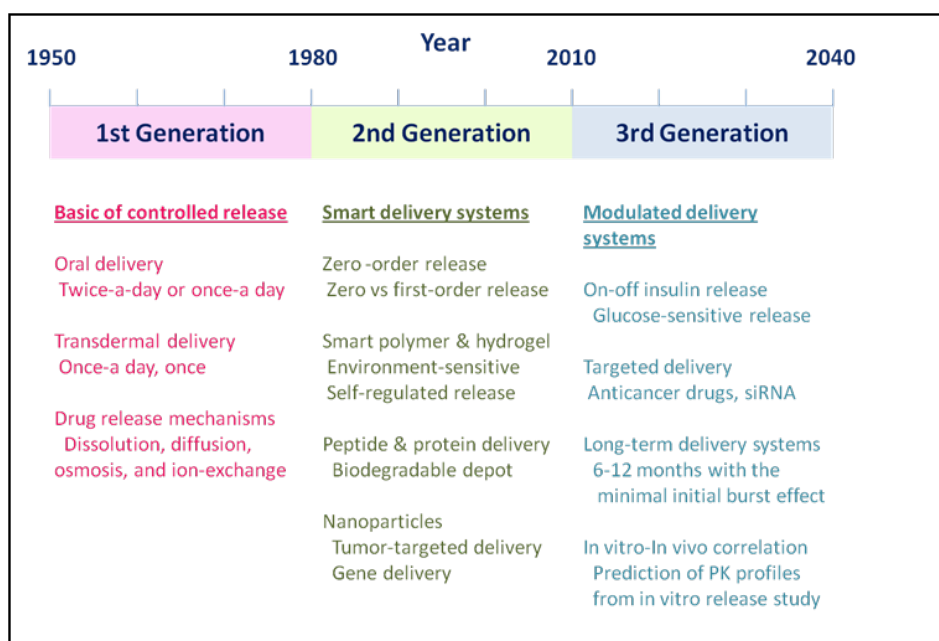 Year
1950 1980 2010 2040
1st Generation 2nd Generation 3rd Generation
Basic of controlled release
Oral delivery
Twice-a-day or once-a day
Transdermal delivery
Once-a day, once
Drug release mechanisms
Dissolution, diffusion,
osmosis, and ion-exchange
Smart delivery systems
Zero -order release
Zero vs first-order release
Smart polymer & hydrogel
Environment-sensitive
Self-regulated release
Peptide & protein delivery
Biodegradable depot
Nanoparticles
Tumor-targeted delivery
Gene delivery
Modulated delivery
systems
On-off insulin release
Glucose-sensitive release
Targeted delivery
Anticancer drugs, siRNA
Long-term delivery systems
6-12 months with the
minimal initial burst effect
In vitro-In vivo correlation
Prediction of PK profiles
from in vitro release study